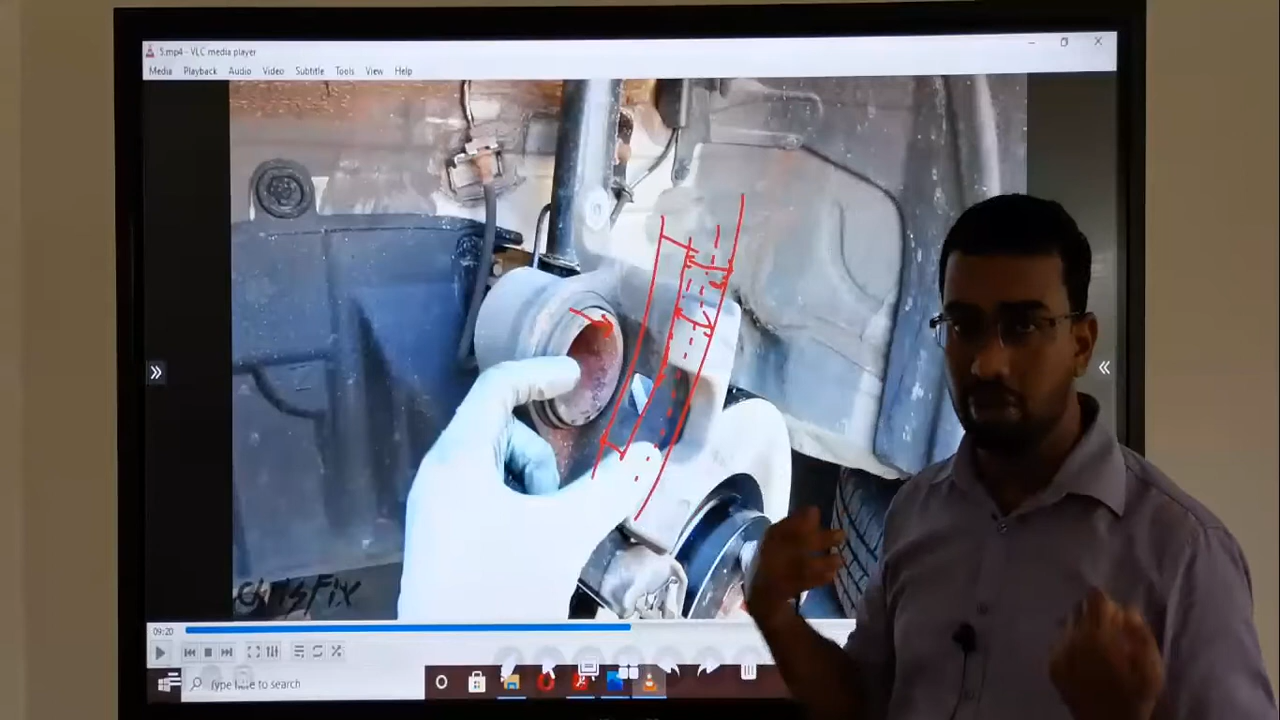 5.mp4 - VLC media player
Media Playback Audio Video Subtitle Tools View Help
»
«
chrisFix
09:20
Type here to search